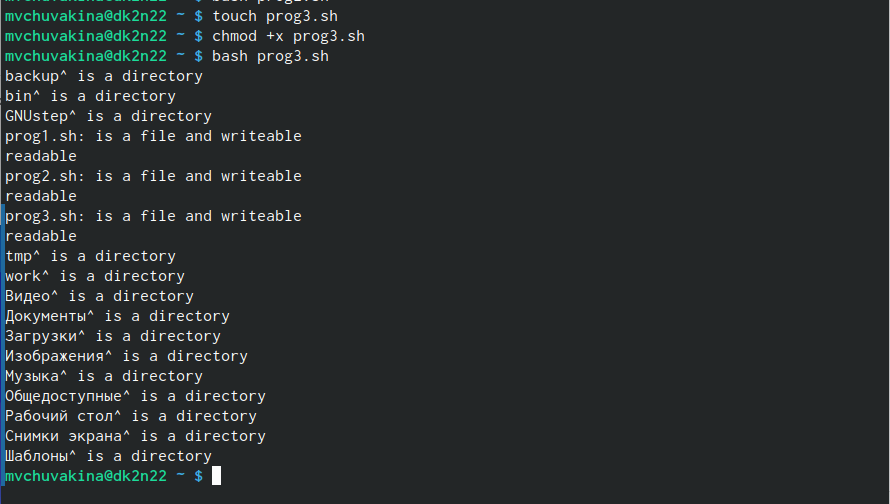 mvchuvakina@dk2n22 ~ $ touch prog3.sh
mvchuvakina@dk2n22 ~ $ chmod +x prog3.sh
mvchuvakina@dk2n22 ~ $ bash prog3.sh
backup^ is a directory
bin^ is a directory
GNUstep^ is a directory
prog1.sh: is a file and writeable
readable
prog2.sh: is a file and writeable
readable
prog3.sh: is a file and writeable
readable
tmp^ is a directory
work^ is a directory
Видео^ is a directory
Документы^ is a directory
Загрузки^ is a directory
Изображения^ is a directory
Музыка^ is a directory
Общедоступные^ is a directory
Рабочий стол^ is a directory
Снимки экрана^ is a directory
Шаблоны^ is a directory
mvchuvakina@dk2n22 ~ $